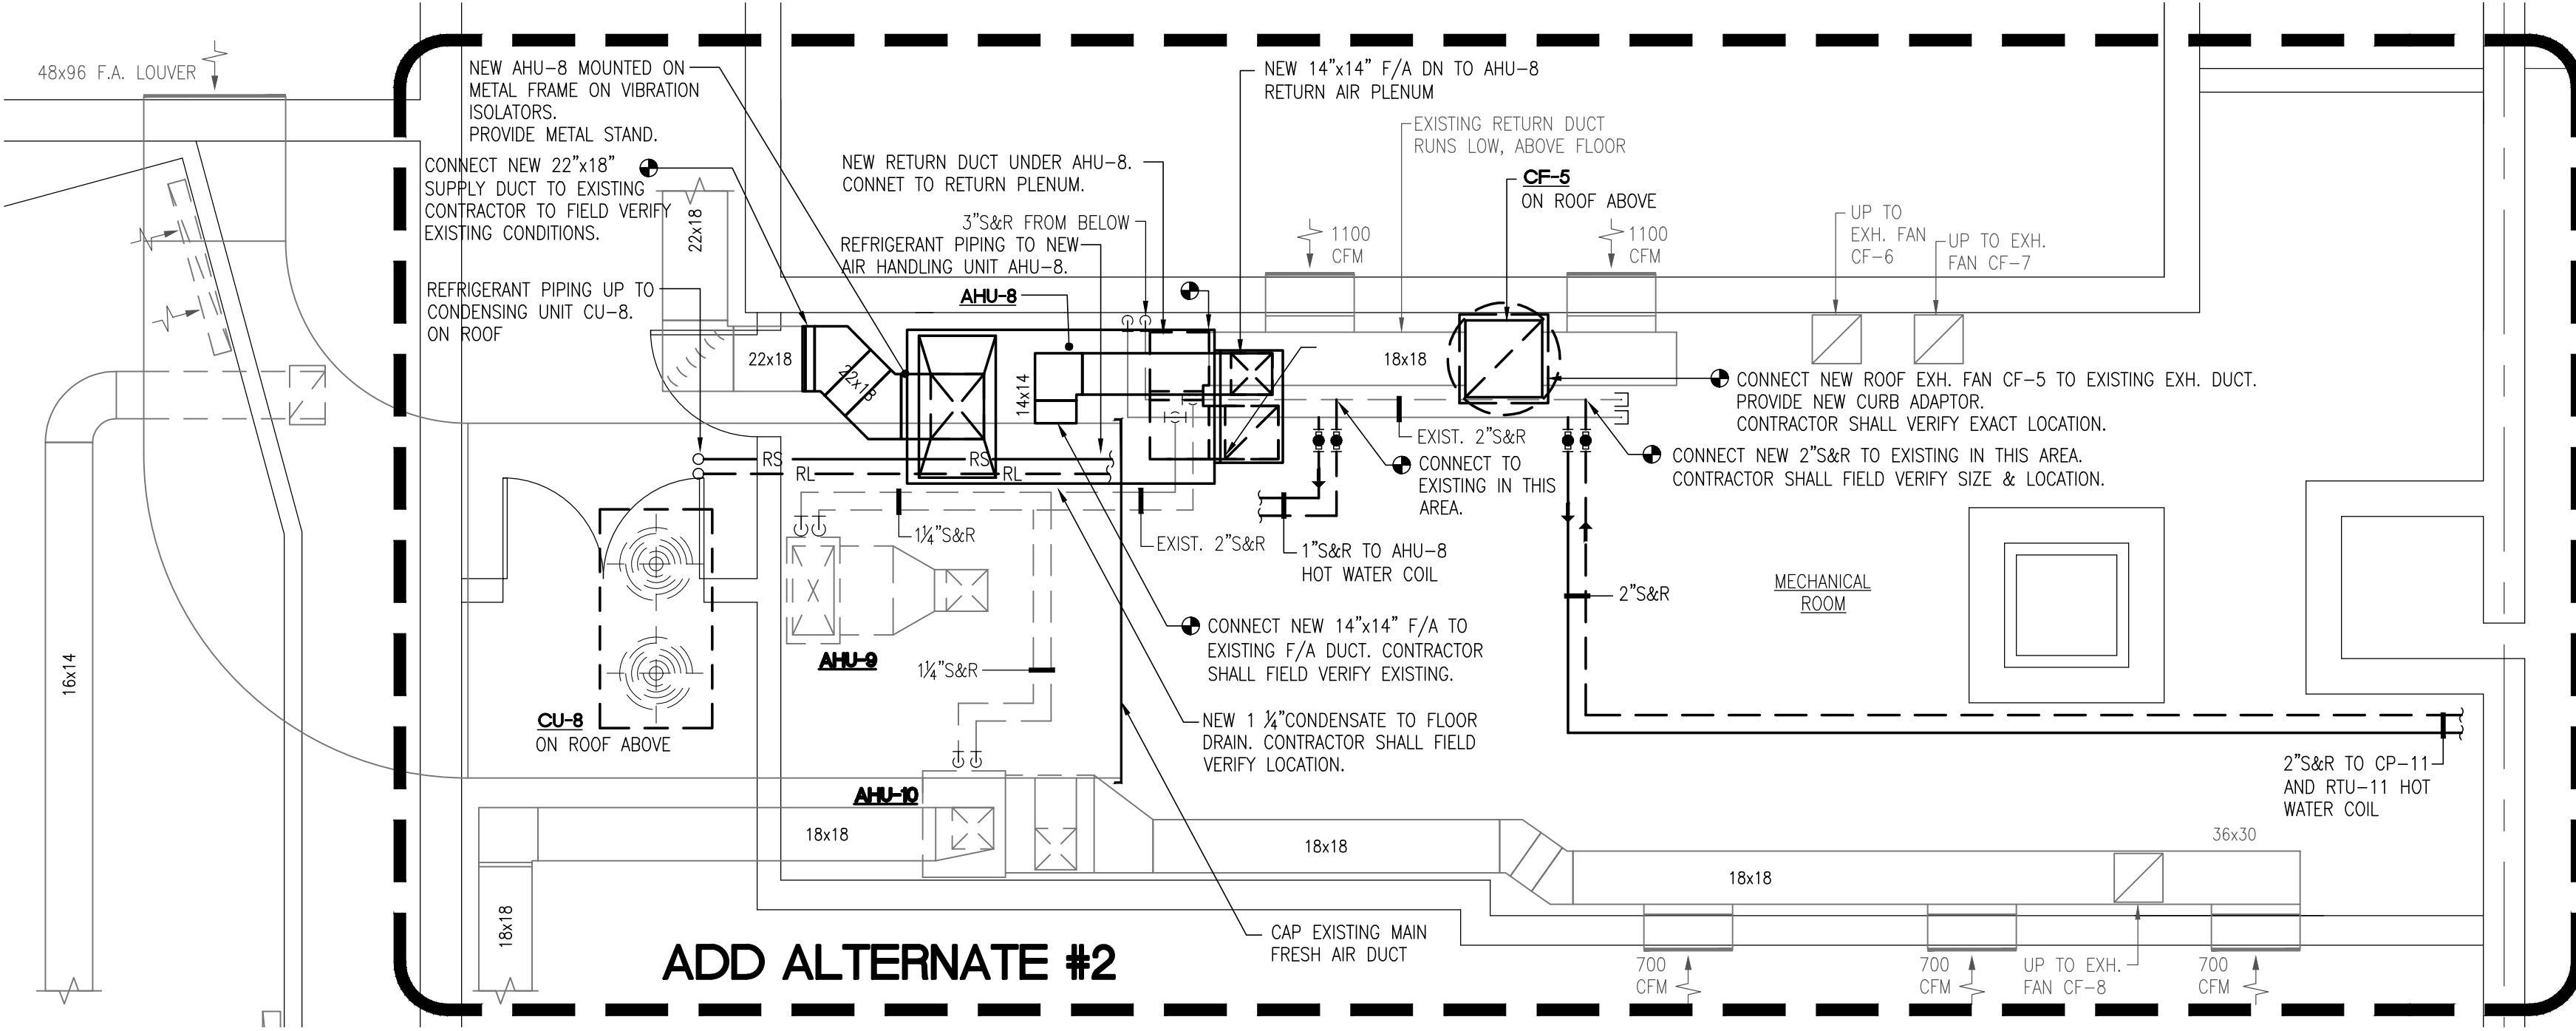 48x96 F.A. LOUVER
NEW AHU-8 MOUNTED ON
METAL FRAME ON VIBRATION
ISOLATORS.
PROVIDE METAL STAND.
CONNECT NEW 22"x18"
SUPPLY DUCT TO EXISTING
CONTRACTOR TO FIELD VERIFY
EXISTING CONDITIONS.
22x18
REFRIGERANT PIPING UP TO
CONDENSING UNIT CU-8.
ON ROOF
NEW RETURN DUCT UNDER AHU-8.
CONNET TO RETURN PLENUM.
3"S&R FROM BELOW
REFRIGERANT PIPING TO NEW
AIR HANDLING UNIT AHU-8.
AHU-8
NEW 14"x14" F/A DN TO AHU-8
RETURN AIR PLENUM
EXISTING RETURN DUCT
RUNS LOW, ABOVE FLOOR
CF-5
ON ROOF ABOVE
1100
CFM
1100
CFM
UP TO
EXH. FAN
CF-6
UP TO EXH.
FAN CF-7
22x18
22x18
14x14
18x18
CONNECT NEW ROOF EXH. FAN CF-5 TO EXISTING EXH. DUCT.
PROVIDE NEW CURB ADAPTOR.
CONTRACTOR SHALL VERIFY EXACT LOCATION.
EXIST. 2"S&R
CONNECT TO
EXISTING IN THIS
AREA.
CONNECT NEW 2"S&R TO EXISTING IN THIS AREA.
CONTRACTOR SHALL FIELD VERIFY SIZE & LOCATION.
RS
RS
RL
RL
1¼"S&R
EXIST. 2"S&R
1"S&R TO AHU-8
HOT WATER COIL
2"S&R
MECHANICAL
ROOM
CONNECT NEW 14"x14" F/A TO
EXISTING F/A DUCT. CONTRACTOR
SHALL FIELD VERIFY EXISTING.
AHU-9
1¼"S&R
16x14
CU-8
ON ROOF ABOVE
NEW 1 ¼"CONDENSATE TO FLOOR
DRAIN. CONTRACTOR SHALL FIELD
VERIFY LOCATION.
2"S&R TO CP-11
AND RTU-11 HOT
WATER COIL
AHU-10
18x18
18x18
18x18
36x30
18x18
CAP EXISTING MAIN
FRESH AIR DUCT
ADD ALTERNATE #2
700
CFM
700
CFM
UP TO EXH.
FAN CF-8
700
CFM